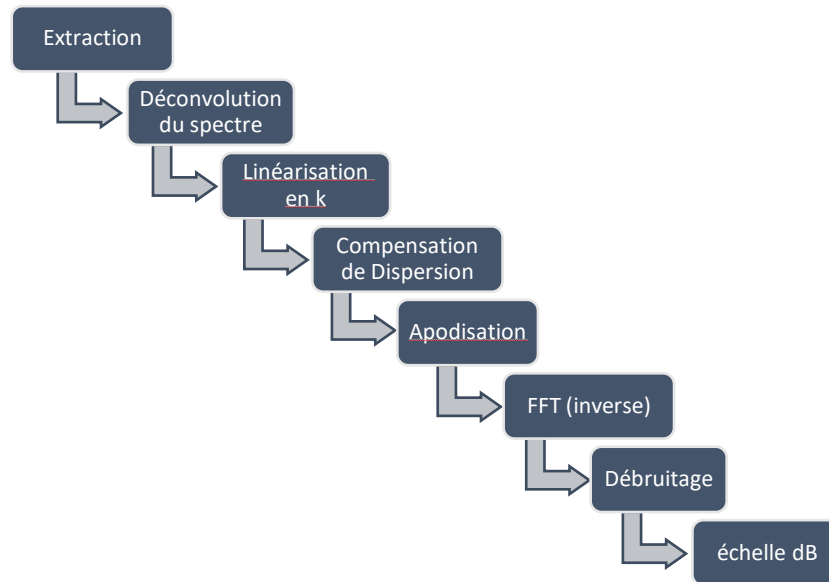 Extraction
Déconvolution
du spectre
Linéarisation
en k
Compensation
de Dispersion
Apodisation
FFT (inverse)
Débruitage
échelle dB